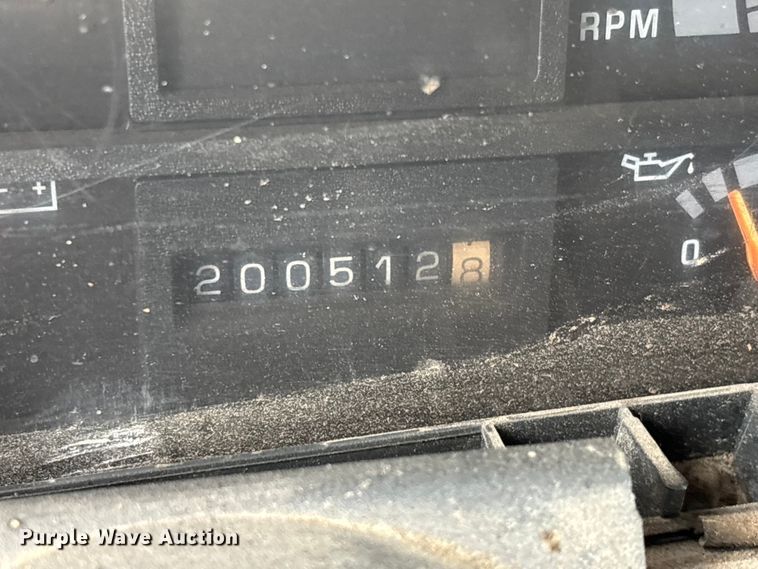 RPM
- +
2005128
0
Purple Wave Auction